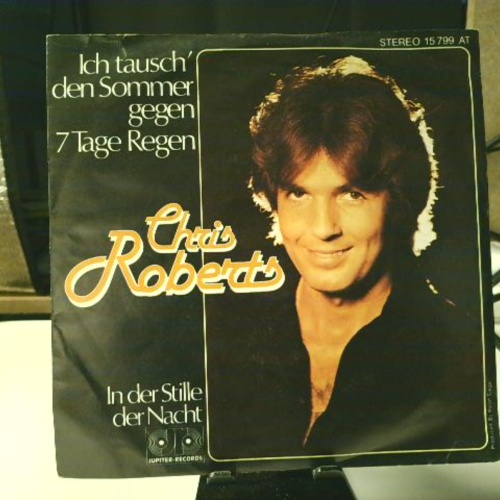 STEREO 15 799 AT
Ich tausch'
den Sommer
gegen
7 Tage Regen
Chris
Roberts
In der Stille
der Nacht
JUPITER-RECORDS